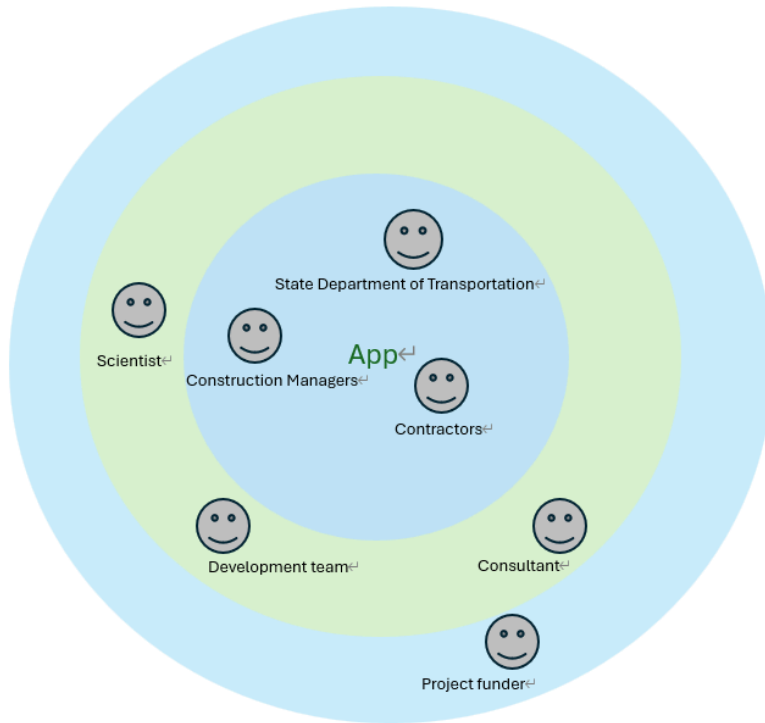 State Department of Transportation↵
App↵
Scientist↵
Construction Managers↵
Contractors↵
Development team↵
Consultant↵
Project funder↵